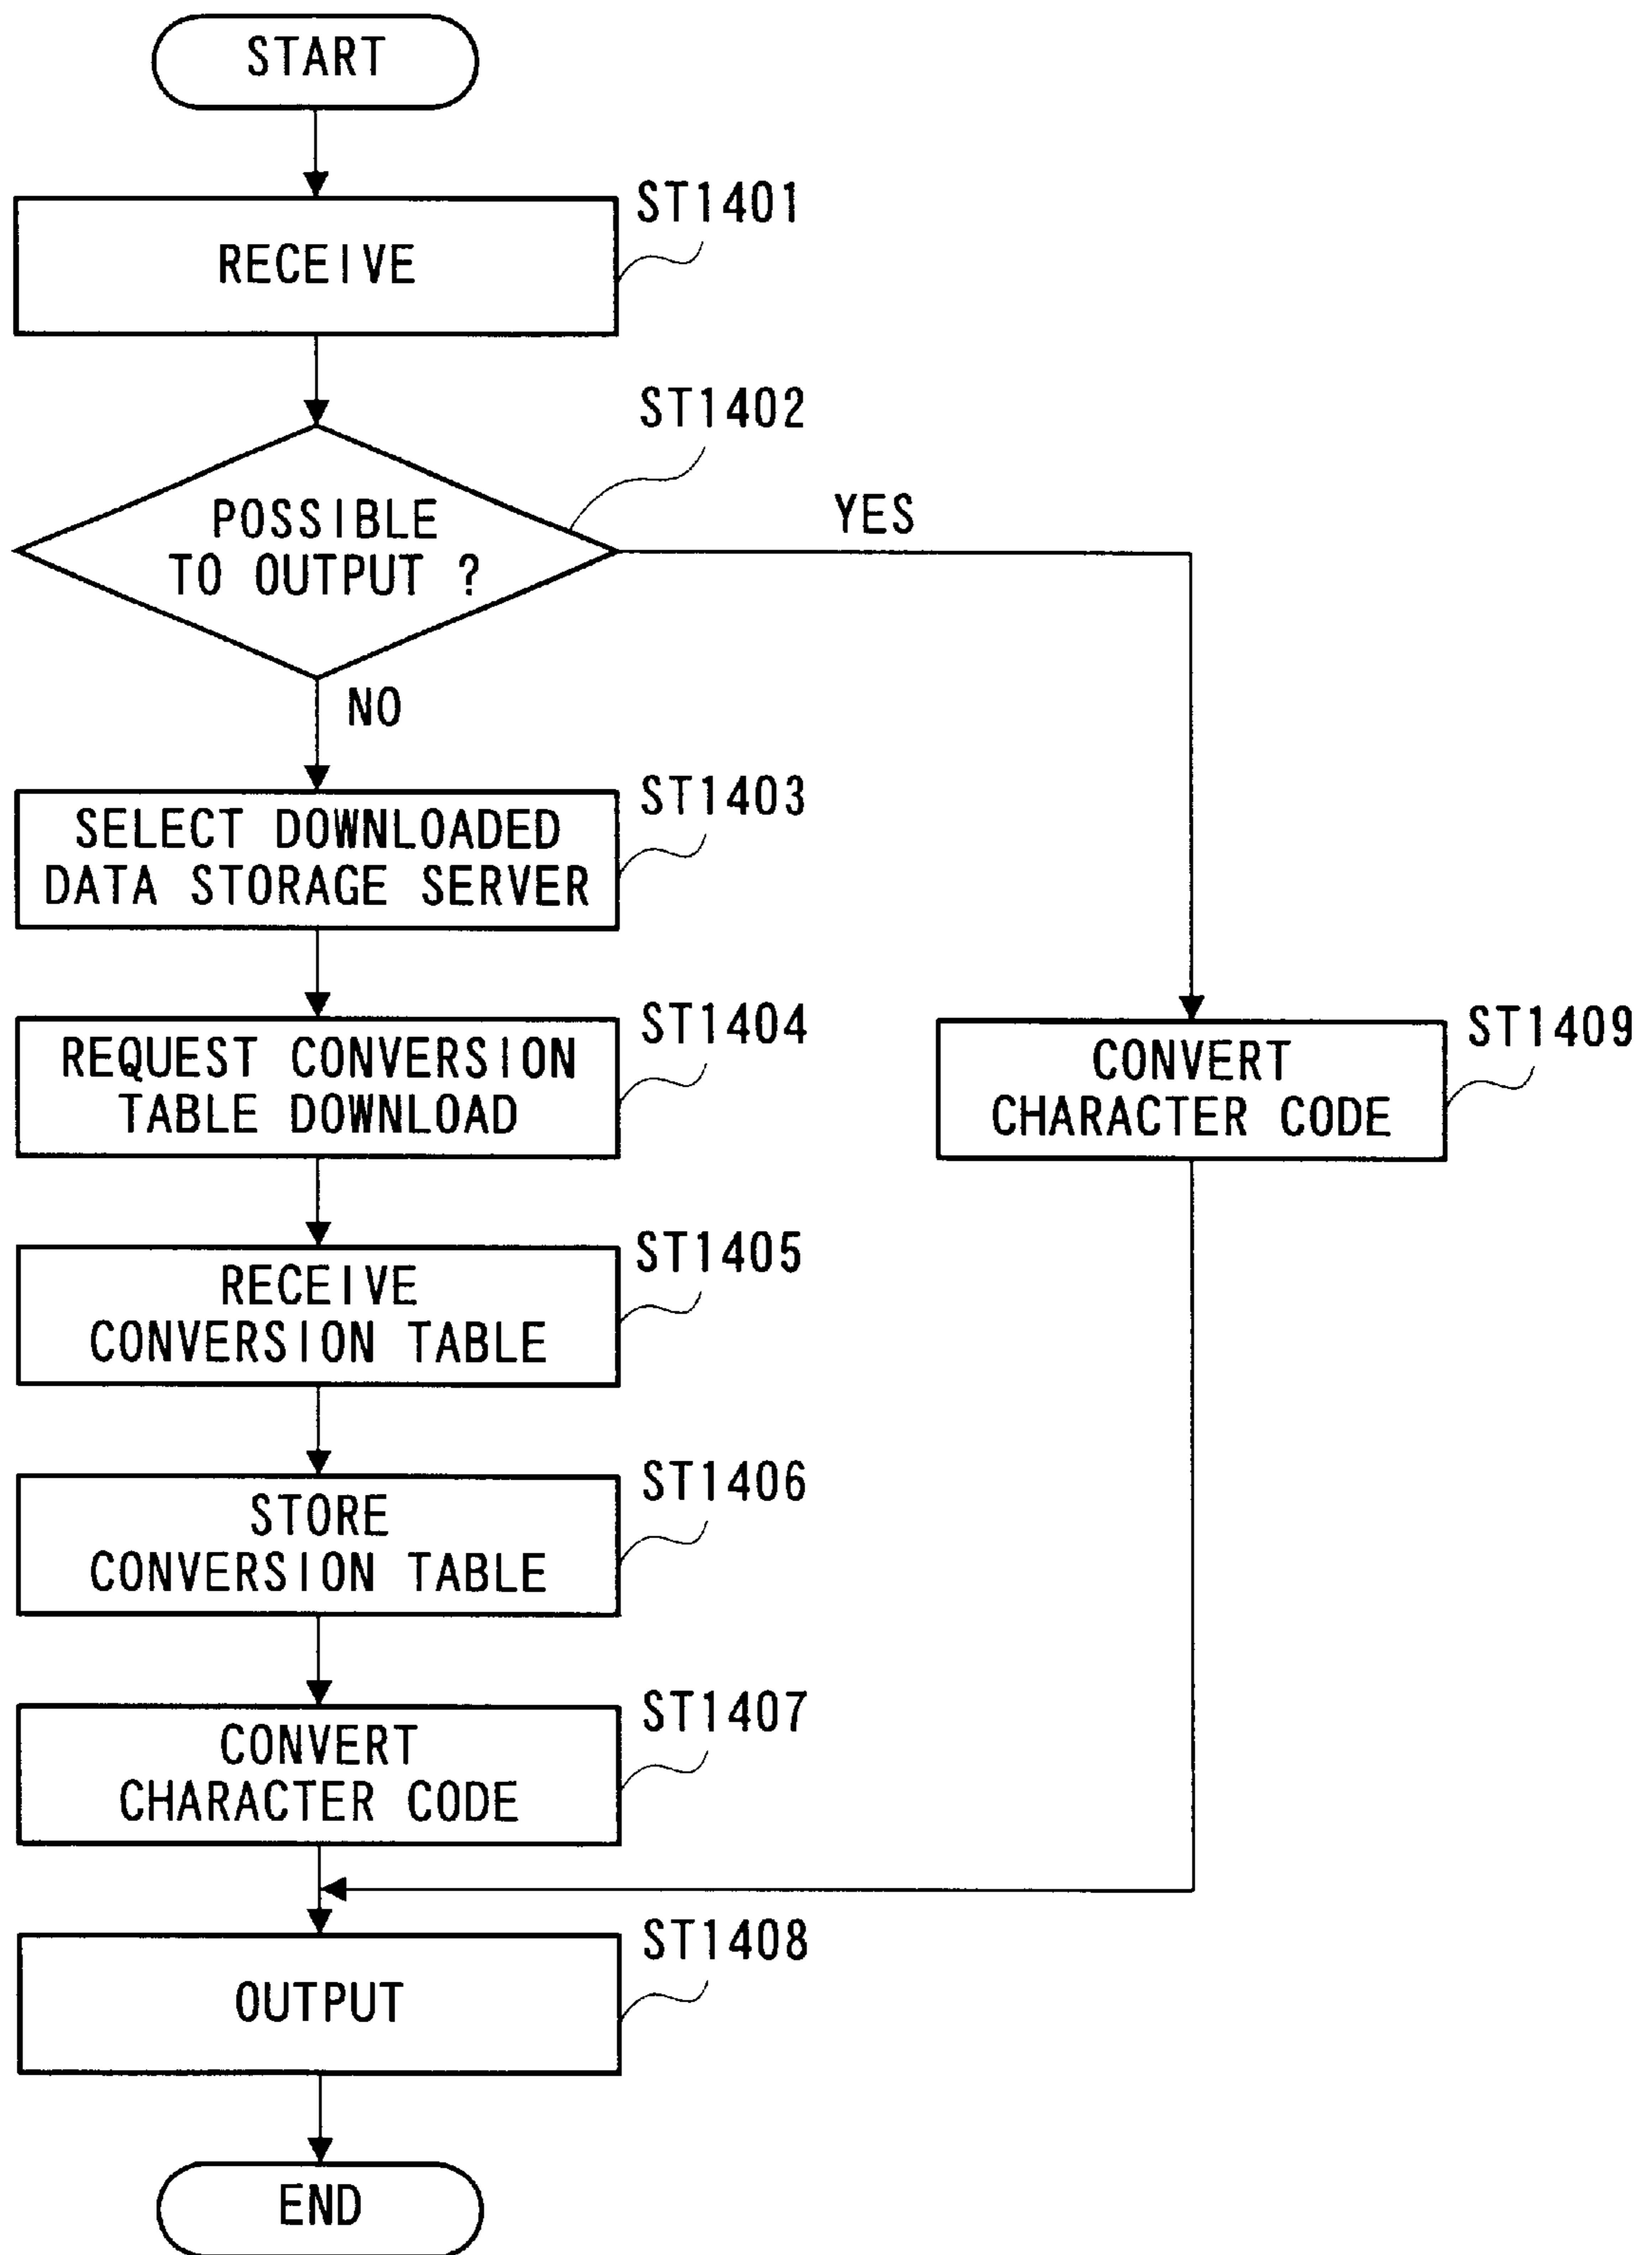 START
ST1401
RECEIVE
ST1402
POSSIBLE
TO OUTPUT ?
YES
NO
ST1403
SELECT DOWNLOADED
DATA STORAGE SERVER
ST1404
REQUEST CONVERSION
TABLE DOWNLOAD
ST1409
CONVERT
CHARACTER CODE
ST1405
RECEIVE
CONVERSION TABLE
ST1406
STORE
CONVERSION TABLE
ST1407
CONVERT
CHARACTER CODE
ST1408
OUTPUT
END